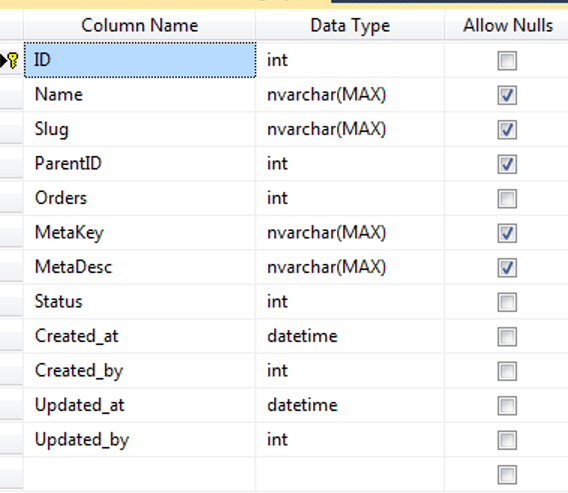 Column Name Data Type Allow Nulls
ID int
Name nvarchar(MAX)
Slug nvarchar(MAX)
ParentID int
Orders int
MetaKey nvarchar(MAX)
MetaDesc nvarchar(MAX)
Status int
Created_at datetime
Created_by int
Updated_at datetime
Updated_by int